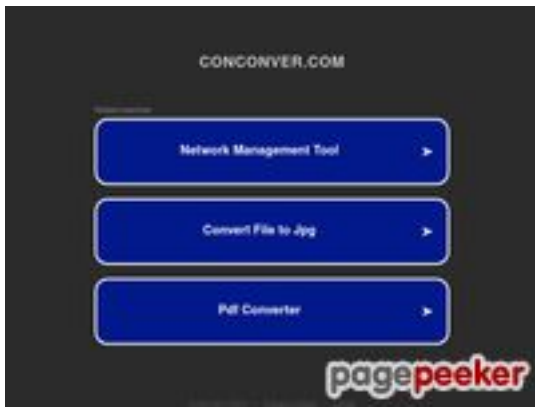 CONCONVER.COM
Network Management Tool
Convert File to Jpg
Pdf Converter
pagepeeker